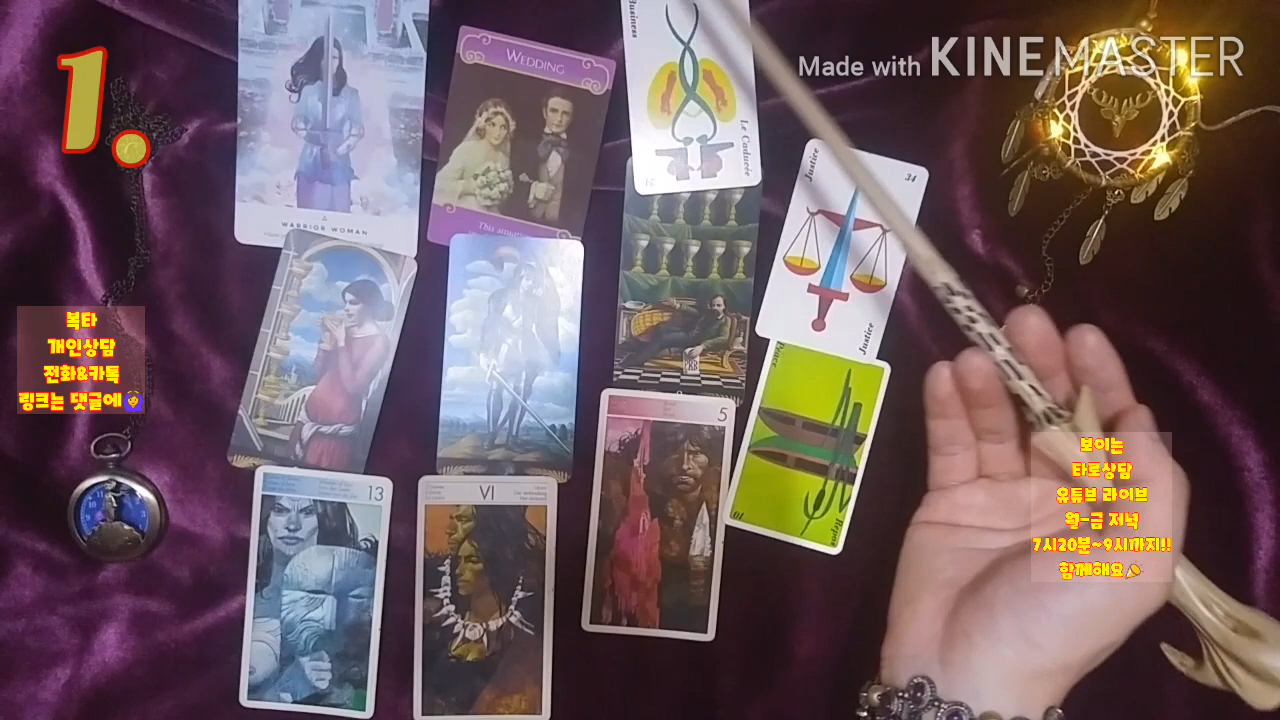 1.
Made with KINEMASTER
Business
Le Caducée
31
WARRIOR WOMAN
WEDDING
Justice
34
Justice
복타
개인상담
전화&카톡
링크는 댓글에🙆‍♀️
13
VI
5
10
Repos
보이는
타로상담
유튜브 라이브
월-금 저녁
7시20분~9시까지!!
함께해요🎉